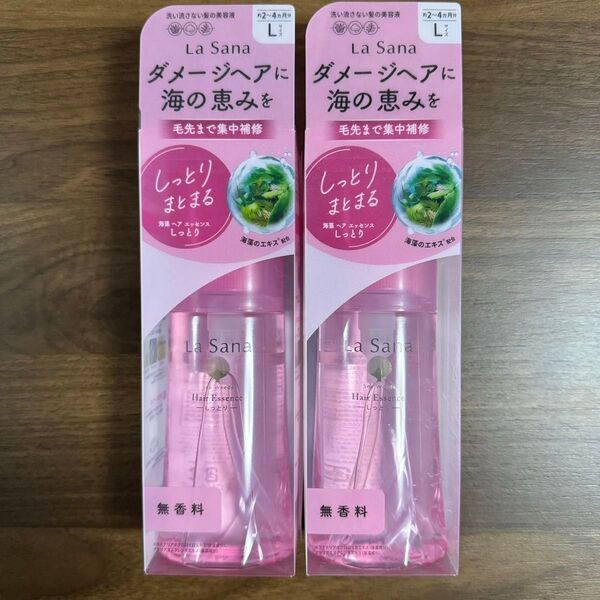 洗い流さない髪の美容液
約2~4ヵ月分
Lサイズ
La Sana
ダメージヘアに
海の恵みを
毛先まで集中補修
しっとり
まとまる
海藻 ヘア エッセンス
しっとり
海藻のエキス*配合
La Sana
Hair Essence
しっとり
無香料
洗い流さない髪の美容液
約2~4ヵ月分
Lサイズ
La Sana
ダメージヘアに
海の恵みを
毛先まで集中補修
しっとり
まとまる
海藻 ヘア エッセンス
しっとり
海藻のエキス*配合
La Sana
Hair Essence
しっと
無香料